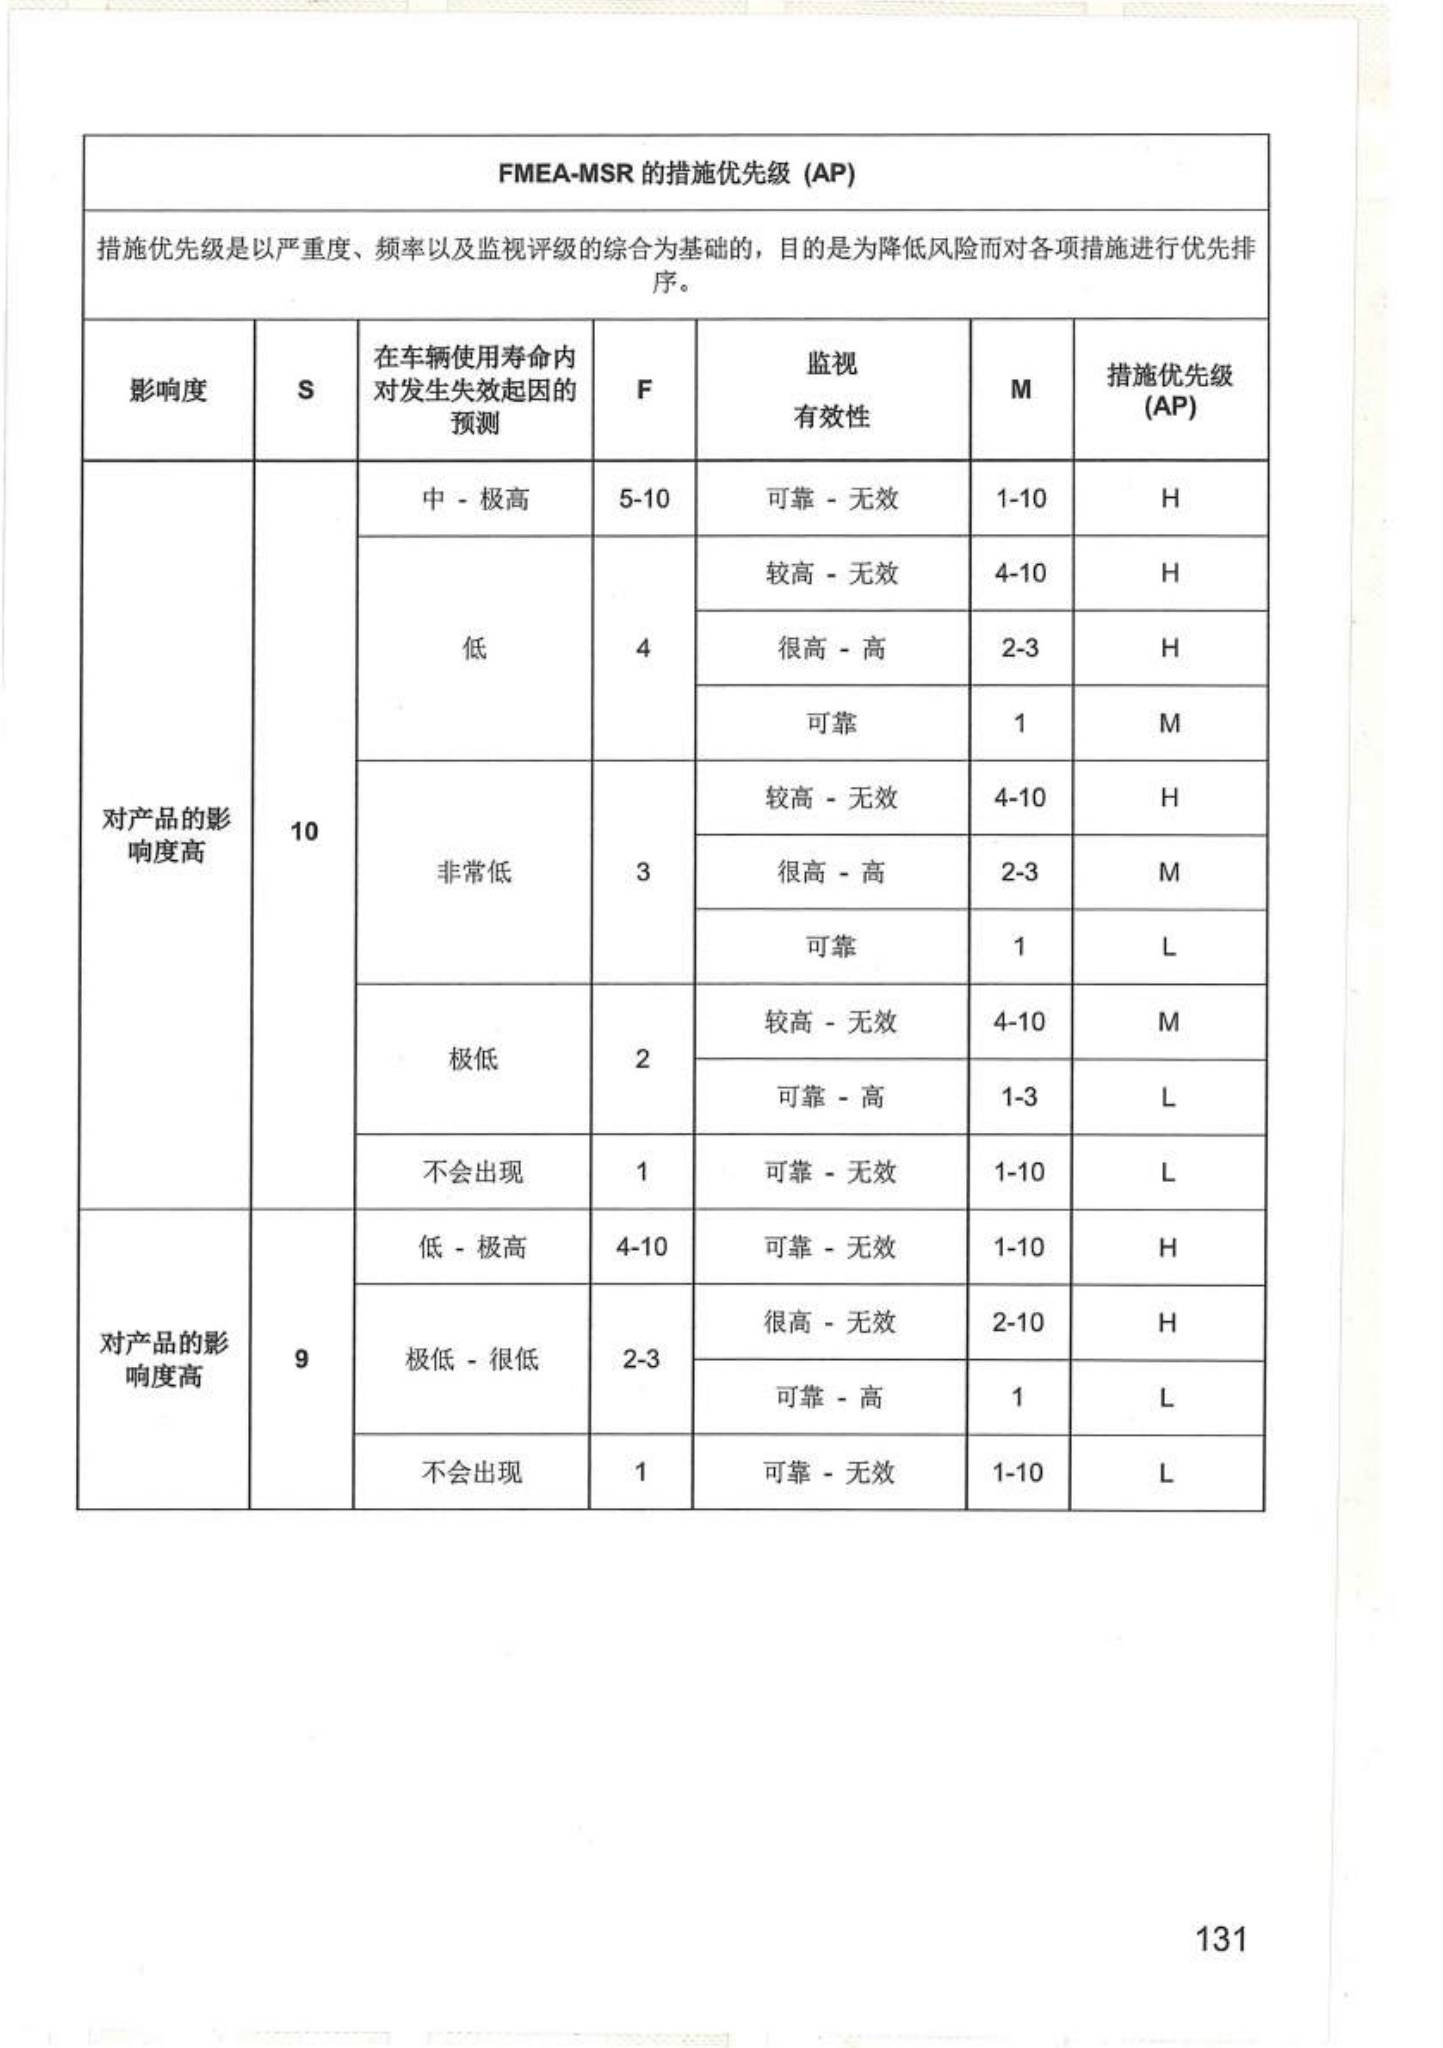 FMEA-MSR 的措施优先级 (AP)
措施优先级是以严重度、频率以及监视评级的综合为基础的，目的是为降低风险而对各项措施进行优先排
序。
影响度 S 在车辆使用寿命内对发生失效起因的预测 F 监视有效性 M 措施优先级 (AP)
对产品的影响度高 10 中 - 极高 5-10 可靠 - 无效 1-10 H
低 4 较高 - 无效 4-10 H
很高 - 高 2-3 H
可靠 1 M
非常低 3 较高 - 无效 4-10 H
很高 - 高 2-3 M
可靠 1 L
极低 2 较高 - 无效 4-10 M
可靠 - 高 1-3 L
不会出现 1 可靠 - 无效 1-10 L
对产品的影响度高 9 低 - 极高 4-10 可靠 - 无效 1-10 H
极低 - 很低 2-3 很高 - 无效 2-10 H
可靠 - 高 1 L
不会出现 1 可靠 - 无效 1-10 L
131